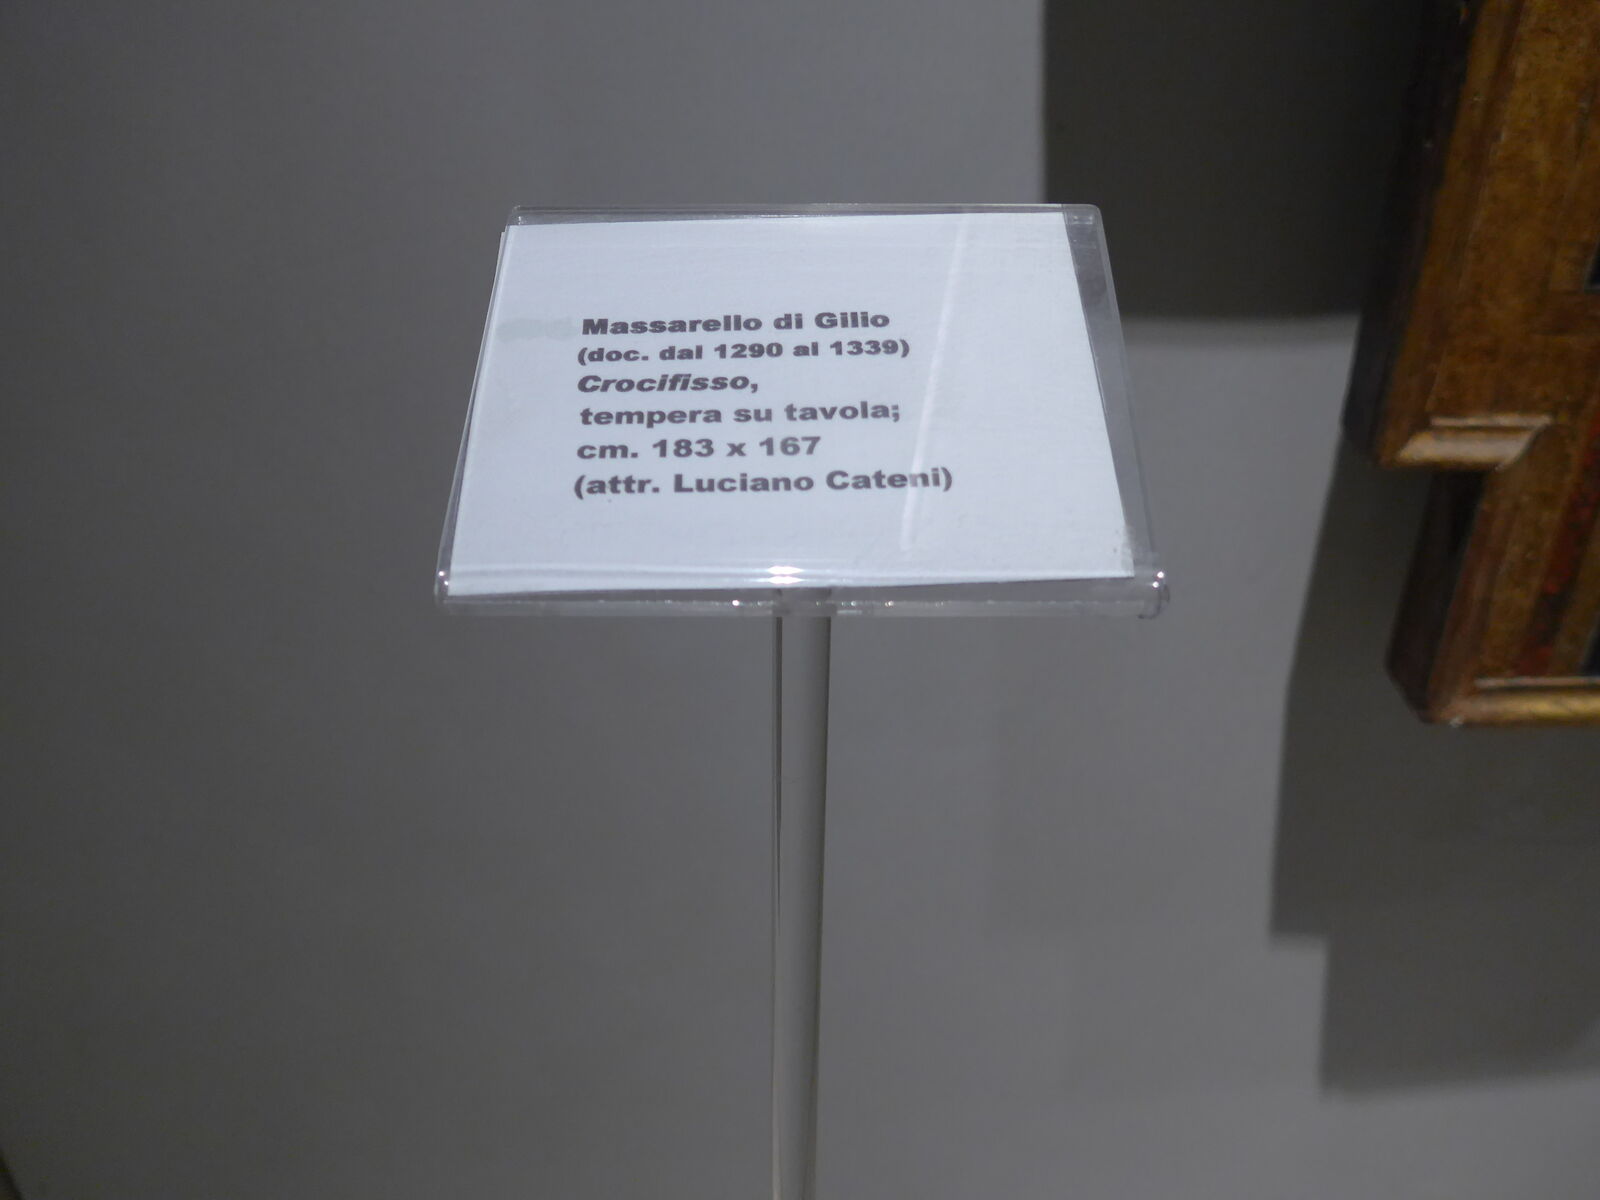 Massarello di Gilio
(doc. dal 1290 al 1339)
Crocifisso,
tempera su tavola;
cm. 183 x 167
(attr. Luciano Cateni)